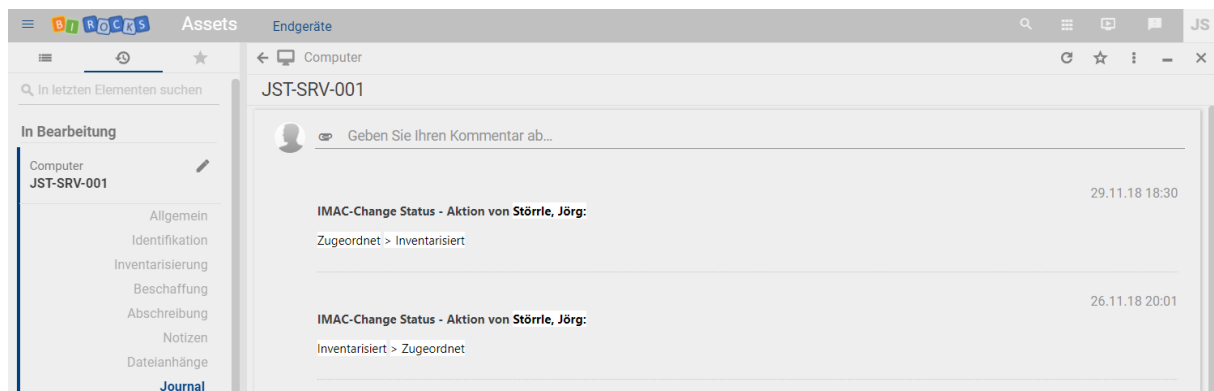 BI ROCKS Assets Endgeräte JS
Computer
In letzten Elementen suchen
JST-SRV-001
In Bearbeitung
Geben Sie Ihren Kommentar ab...
Computer
JST-SRV-001
29.11.18 18:30
IMAC-Change Status - Aktion von Störrle, Jörg:
Zugeordnet > Inventarisiert
26.11.18 20:01
IMAC-Change Status - Aktion von Störrle, Jörg:
Inventarisiert > Zugeordnet
Allgemein
Identifikation
Inventarisierung
Beschaffung
Abschreibung
Notizen
Dateianhänge
Journal